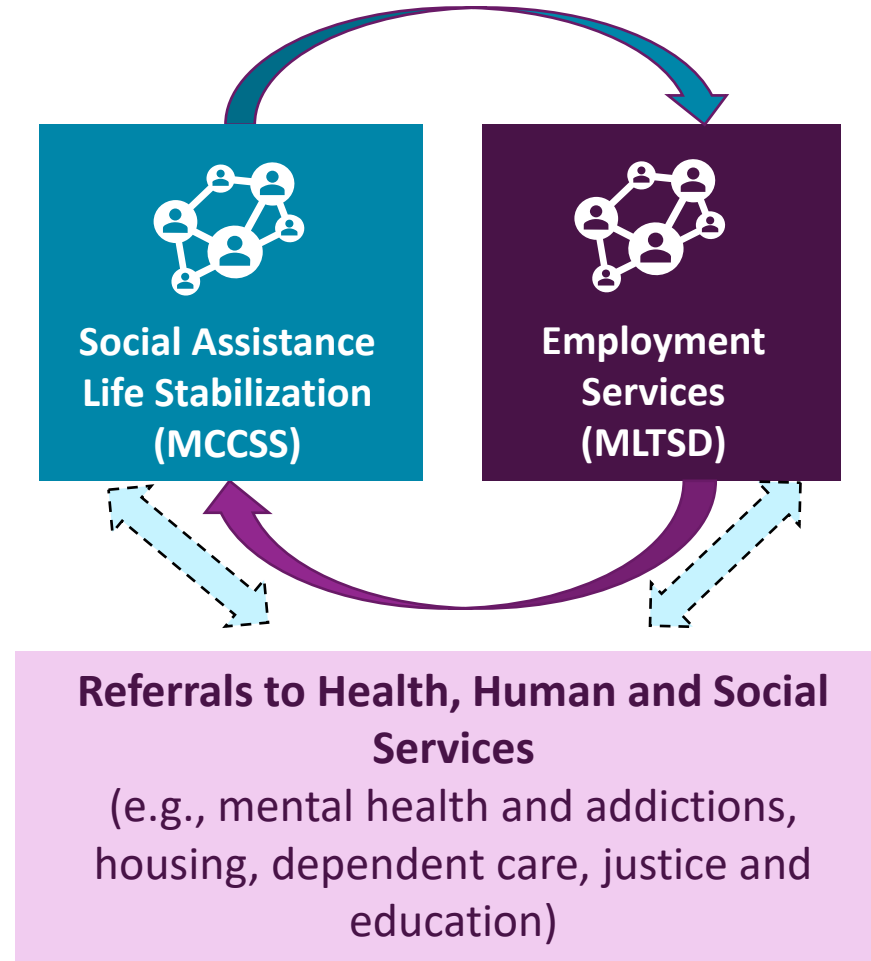 Social Assistance
Life Stabilization
(MCCSS)
Employment
Services
(MLTSD)
Referrals to Health, Human and Social
Services
(e.g., mental health and addictions,
housing, dependent care, justice and
education)